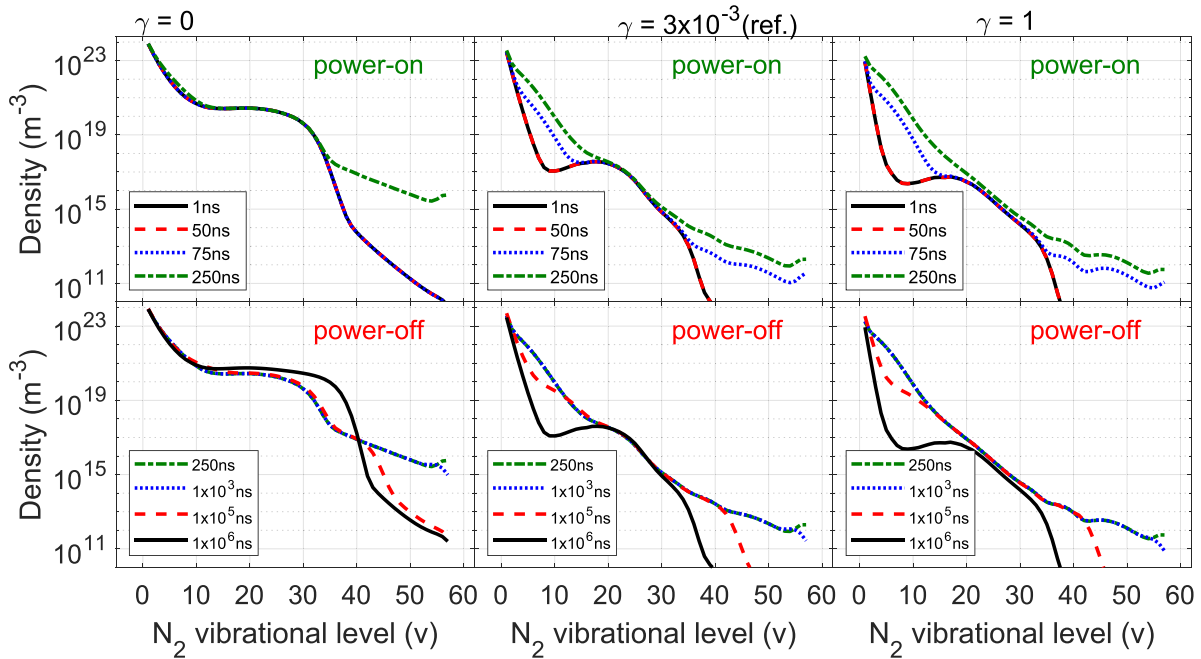 γ = 0
γ = 3x10⁻³(ref.)
γ = 1
Density (m⁻³)
10²³
10¹⁹
10¹⁵
10¹¹
power-on
1ns
50ns
75ns
250ns
power-on
1ns
50ns
75ns
250ns
power-on
1ns
50ns
75ns
250ns
Density (m⁻³)
10²³
10¹⁹
10¹⁵
10¹¹
power-off
250ns
1x10³ns
1x10⁵ns
1x10⁶ns
power-off
250ns
1x10³ns
1x10⁵ns
1x10⁶ns
power-off
250ns
1x10³ns
1x10⁵ns
1x10⁶ns
0 10 20 30 40 50 60
0 10 20 30 40 50 60
0 10 20 30 40 50 60
N₂ vibrational level (v)
N₂ vibrational level (v)
N₂ vibrational level (v)